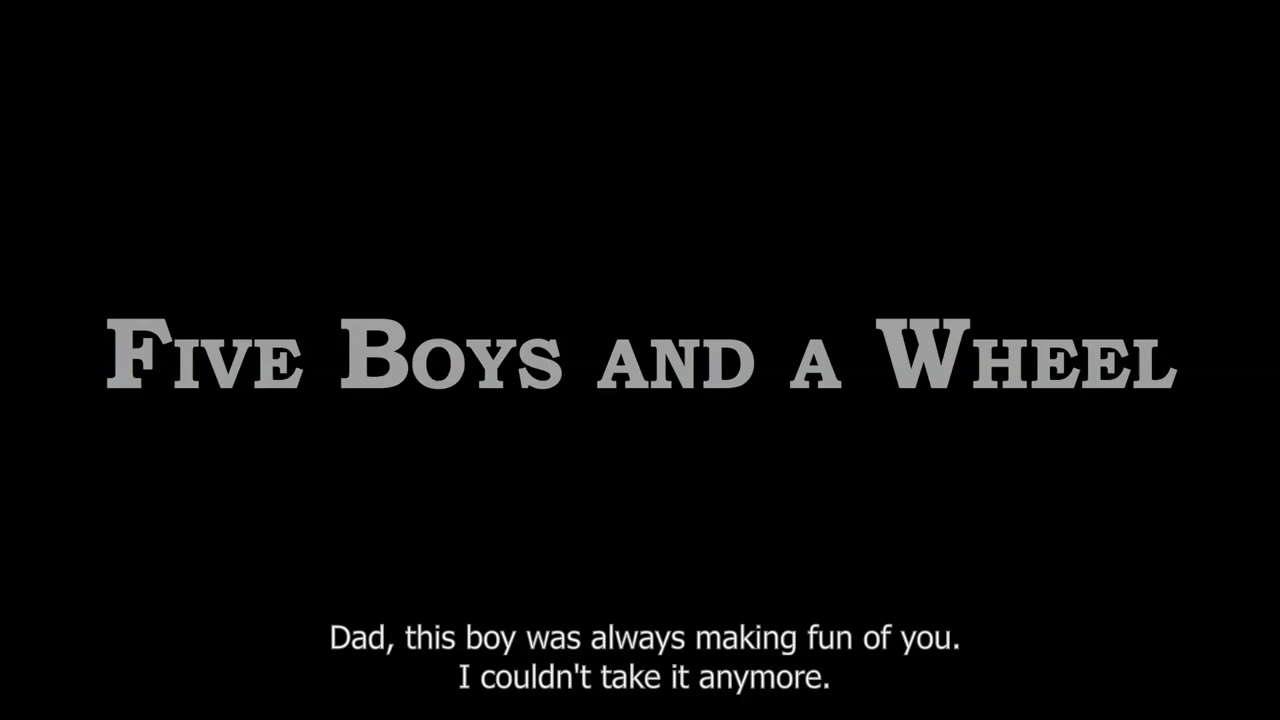 Five Boys and a Wheel
Dad, this boy was always making fun of you.
I couldn't take it anymore.